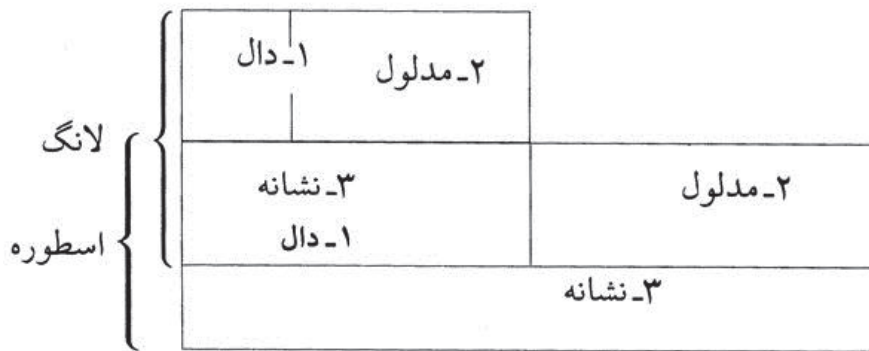 ۱ـ دال
۲ـ مدلول
لانگ
۳ـ نشانه
۲ـ مدلول
۱ـ دال
اسطوره
۳ـ نشانه